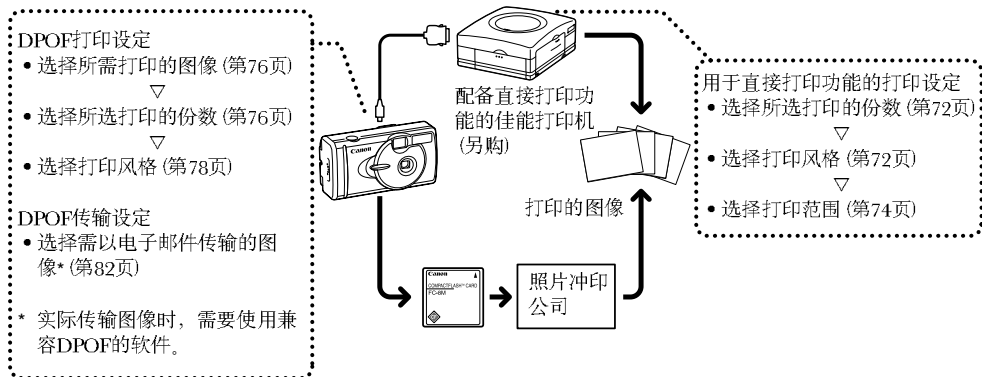 DPOF打印设定
• 选择所需打印的图像 (第76页)
▽
• 选择所选打印的份数 (第76页)
▽
• 选择打印风格 (第78页)
DPOF传输设定
• 选择需以电子邮件传输的图
像* (第82页)
* 实际传输图像时，需要使用兼
容DPOF的软件。
Canon
配备直接打印功
能的佳能打印机
(另购)
打印的图像
Canon
COMPACTFLASH™ CARD
FC-8M
照片冲印
公司
用于直接打印功能的打印设定
• 选择所选打印的份数 (第72页)
▽
• 选择打印风格 (第72页)
▽
• 选择打印范围 (第74页)